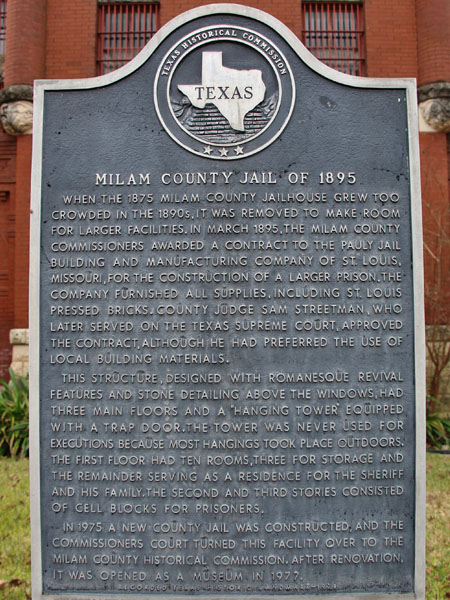 TEXAS HISTORICAL COMMISSION
TEXAS
MILAM COUNTY JAIL OF 1895
WHEN THE 1875 MILAM COUNTY JAILHOUSE GREW TOO
CROWDED IN THE 1890s, IT WAS REMOVED TO MAKE ROOM
FOR LARGER FACILITIES. IN MARCH 1895, THE MILAM COUNTY
COMMISSIONERS AWARDED A CONTRACT TO THE PAULY JAIL
BUILDING AND MANUFACTURING COMPANY OF ST. LOUIS,
MISSOURI, FOR THE CONSTRUCTION OF A LARGER PRISON. THE
COMPANY FURNISHED ALL SUPPLIES, INCLUDING ST. LOUIS
PRESSED BRICKS. COUNTY JUDGE SAM STREETMAN, WHO
LATER SERVED ON THE TEXAS SUPREME COURT, APPROVED
THE CONTRACT, ALTHOUGH HE HAD PREFERRED THE USE OF
LOCAL BUILDING MATERIALS.
THIS STRUCTURE, DESIGNED WITH ROMANESQUE REVIVAL
FEATURES AND STONE DETAILING ABOVE THE WINDOWS, HAD
THREE MAIN FLOORS AND A "HANGING TOWER" EQUIPPED
WITH A TRAP DOOR. THE TOWER WAS NEVER USED FOR
EXECUTIONS BECAUSE MOST HANGINGS TOOK PLACE OUTDOORS.
THE FIRST FLOOR HAD TEN ROOMS, THREE FOR STORAGE AND
THE REMAINDER SERVING AS A RESIDENCE FOR THE SHERIFF
AND HIS FAMILY. THE SECOND AND THIRD STORIES CONSISTED
OF CELL BLOCKS FOR PRISONERS.
IN 1975 A NEW COUNTY JAIL WAS CONSTRUCTED, AND THE
COMMISSIONERS COURT TURNED THIS FACILITY OVER TO THE
MILAM COUNTY HISTORICAL COMMISSION. AFTER RENOVATION,
IT WAS OPENED AS A MUSEUM IN 1977.
RECORDED TEXAS HISTORIC LANDMARK